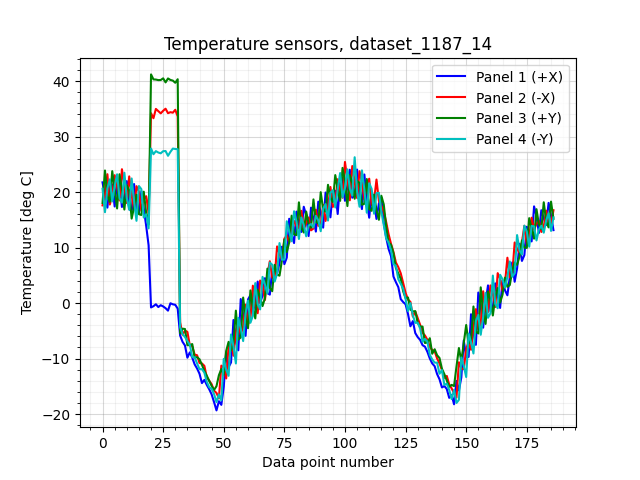 Temperature sensors, dataset_1187_14
Panel 1 (+X)
Panel 2 (-X)
Panel 3 (+Y)
Panel 4 (-Y)
Temperature [deg C]
40
30
20
10
0
−10
−20
0 25 50 75 100 125 150 175
Data point number